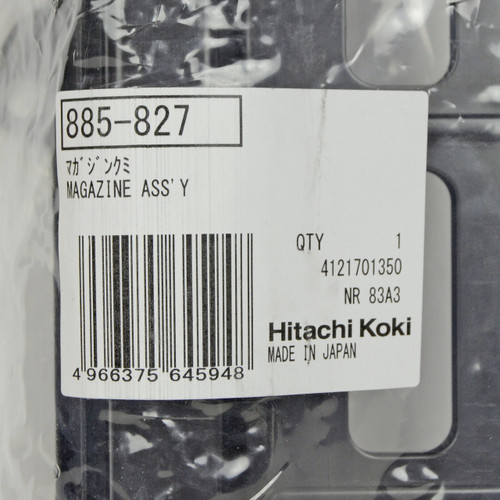 885-827
ﾏｶﾞｼﾞﾝｸﾐ
MAGAZINE ASS'Y
QTY 1
4121701350
NR 83A3
Hitachi Koki
MADE IN JAPAN
4 966375 645948